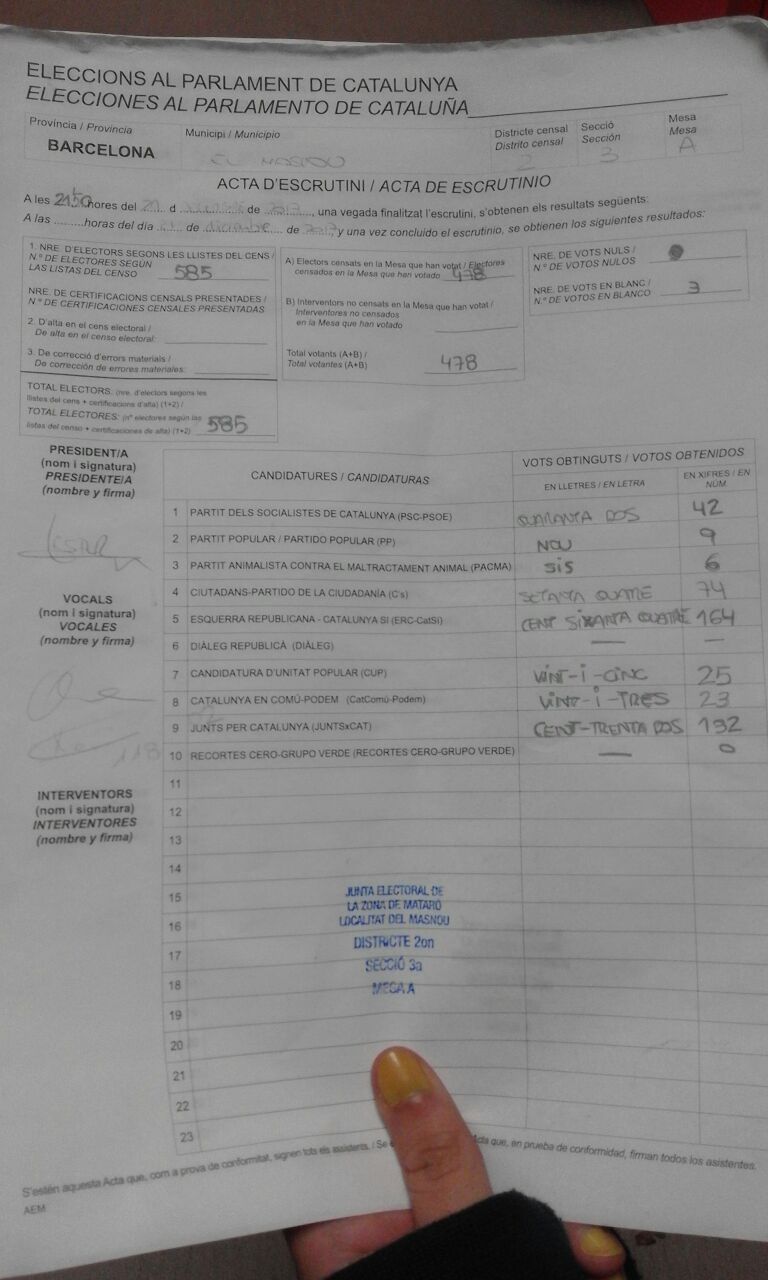 ELECCIONS AL PARLAMENT DE CATALUNYA
ELECCIONES AL PARLAMENTO DE CATALUÑA
Província / Provincia
BARCELONA
Municipi / Municipio
EL MASNOU
Districte censal
Distrito censal
2
Secció
Sección
3
Mesa
Mesa
A
ACTA D'ESCRUTINI / ACTA DE ESCRUTINIO
A les hores del 21 d de 2017, una vegada finalitzat l'escrutini, s'obtenen els resultats següents:
A las .........horas del día 21 de diciembre de 2017, y una vez concluido el escrutinio, se obtienen los siguientes resultados:
1. NRE. D'ELECTORS SEGONS LES LLISTES DEL CENS /
N.º DE ELECTORES SEGÚN
LAS LISTAS DEL CENSO 585
NRE. DE CERTIFICACIONS CENSALS PRESENTADES /
N.º DE CERTIFICACIONES CENSALES PRESENTADAS
2. D'alta en el cens electoral /
De alta en el censo electoral:
3. De correcció d'errors materials /
De corrección de errores materiales:
TOTAL ELECTORS: (nre. d'electors segons les
llistes del cens + certificacions d'alta) (1+2) /
TOTAL ELECTORES: (nº electores según las
listas del censo + certificaciones de alta) (1+2) 585
A) Electors censats en la Mesa que han votat / Electores
censados en la Mesa que han votado 478
B) Interventors no censats en la Mesa que han votat /
Interventores no censados
en la Mesa que han votado
Total votants (A+B) /
Total votantes (A+B) 478
NRE. DE VOTS NULS /
N.º DE VOTOS NULOS
NRE. DE VOTS EN BLANC /
N.º DE VOTOS EN BLANCO 3
PRESIDENT/A
(nom i signatura)
PRESIDENTE/A
(nombre y firma)
VOCALS
(nom i signatura)
VOCALES
(nombre y firma)
INTERVENTORS
(nom i signatura)
INTERVENTORES
(nombre y firma)
CANDIDATURES / CANDIDATURAS
VOTS OBTINGUTS / VOTOS OBTENIDOS
EN LLETRES / EN LETRA
EN XIFRES / EN
NÚM
1 PARTIT DELS SOCIALISTES DE CATALUNYA (PSC-PSOE) QUARANTA DOS 42
2 PARTIT POPULAR / PARTIDO POPULAR (PP) NOU 9
3 PARTIT ANIMALISTA CONTRA EL MALTRACTAMENT ANIMAL (PACMA) SIS 6
4 CIUTADANS-PARTIDO DE LA CIUDADANÍA (C's) SETANTA QUATRE 74
5 ESQUERRA REPUBLICANA - CATALUNYA SÍ (ERC-CatSí) CENT SIXANTA QUATRE 164
6 DIÀLEG REPUBLICÀ (DIÀLEG) — —
7 CANDIDATURA D'UNITAT POPULAR (CUP) VINT-I-CINC 25
8 CATALUNYA EN COMÚ-PODEM (CatComú-Podem) VINT-I-TRES 23
9 JUNTS PER CATALUNYA (JUNTSxCAT) CENT-TRENTA DOS 132
10 RECORTES CERO-GRUPO VERDE (RECORTES CERO-GRUPO VERDE) — 0
11
12
13
14
15
16
17
18
19
20
21
22
23
JUNTA ELECTORAL DE
LA ZONA DE MATARÓ
LOCALITAT DEL MASNOU
DISTRICTE 2on
SECCIÓ 3a
MESA A
S'estén aquesta Acta que, com a prova de conformitat, signen tots els assistents. / Se Acta que, en prueba de conformidad, firman todos los asistentes.
AEM